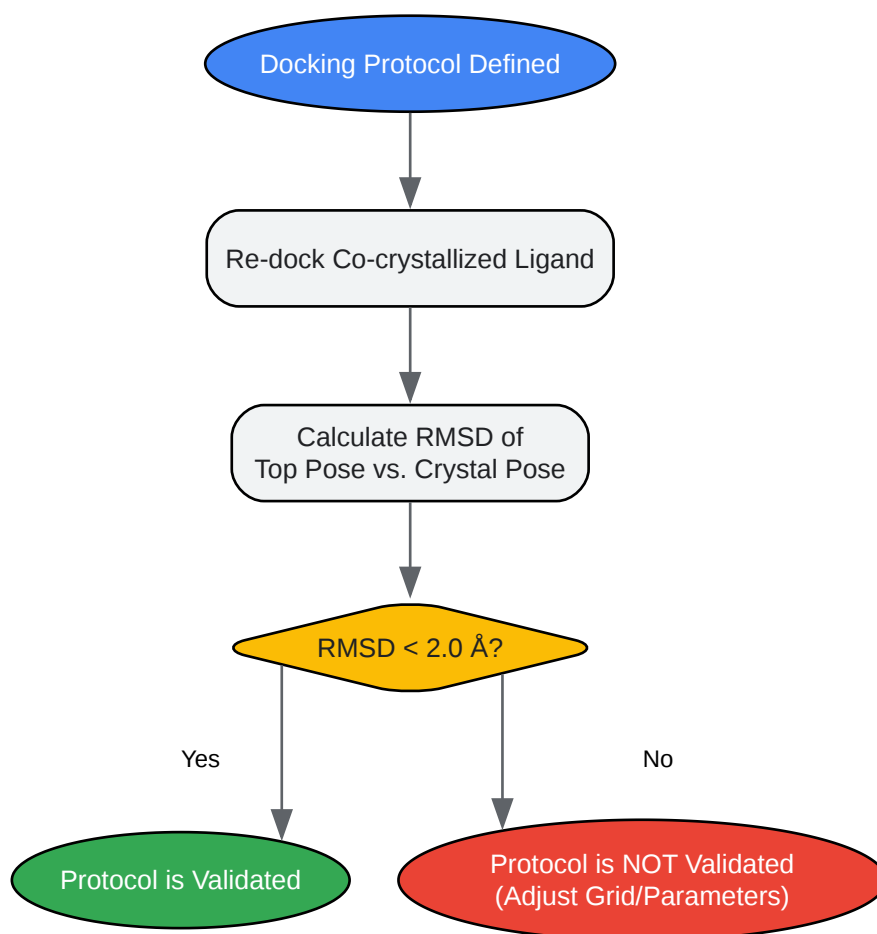 Docking Protocol Defined
Re-dock Co-crystallized Ligand
Calculate RMSD of
Top Pose vs. Crystal Pose
RMSD < 2.0 Å?
Yes
No
Protocol is Validated
Protocol is NOT Validated
(Adjust Grid/Parameters)